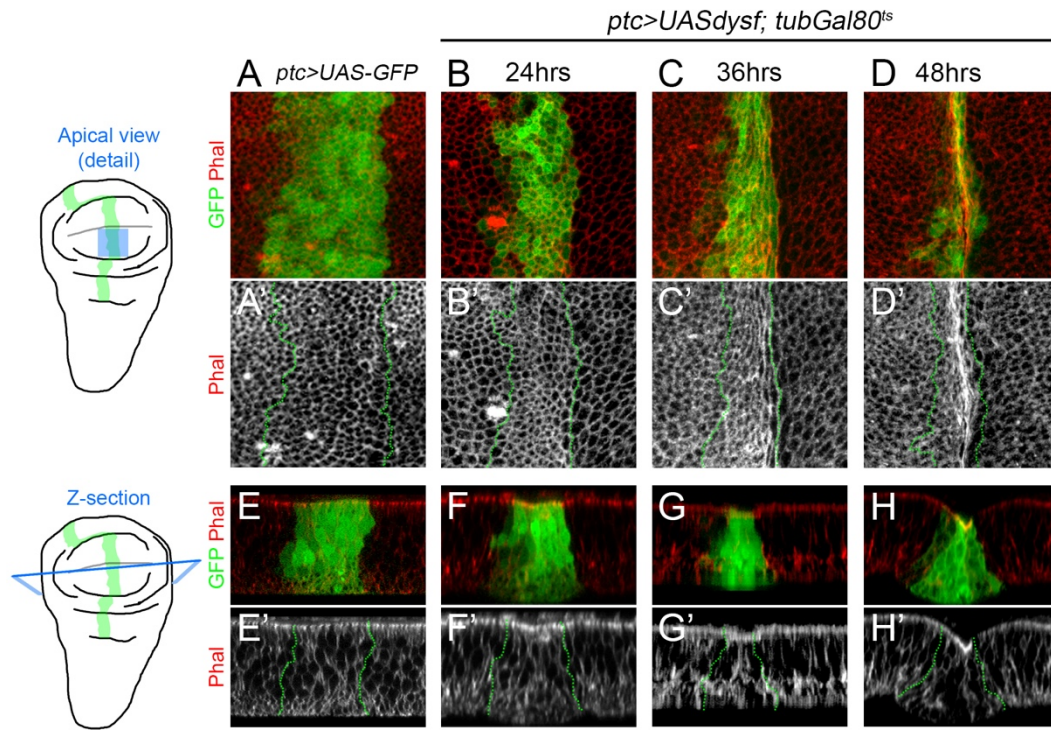 ptc>UASdysf; tubGal80ts
A ptc>UAS-GFP B 24hrs C 36hrs D 48hrs
Apical view
(detail)
GFP Phal
A' B' C' D'
Phal
Z-section
E F G H
GFP Phal
E' F' G' H'
Phal